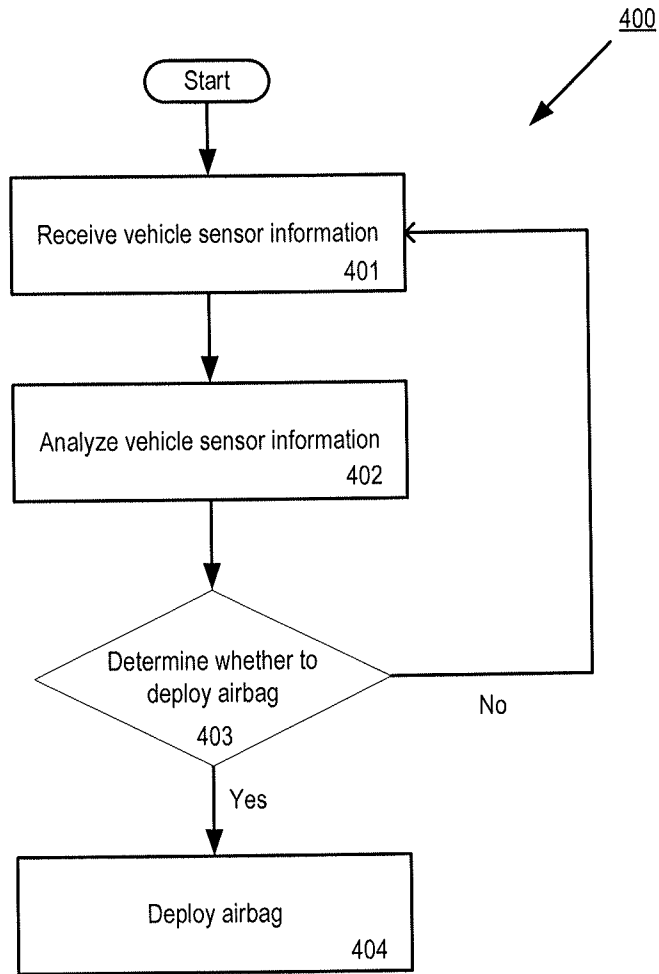 400
Start
Receive vehicle sensor information
401
Analyze vehicle sensor information
402
Determine whether to
deploy airbag
403
No
Yes
Deploy airbag
404